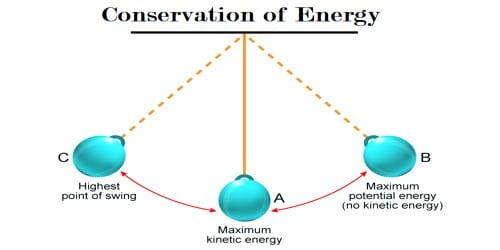 Conservation of Energy
C
B
Highest
point of swing
A
Maximum
potential energy
(no kinetic energy)
Maximum
kinetic energy